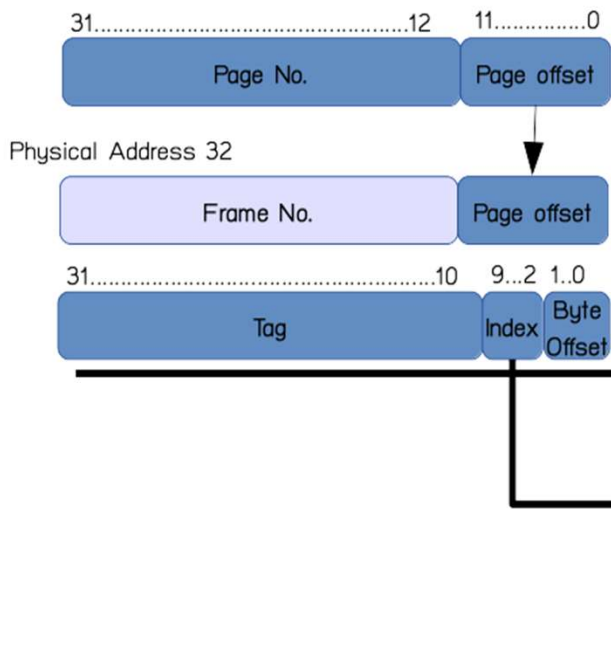 31...............................................12 11...............0
Page No. Page offset
Physical Address 32
Frame No. Page offset
31...................................................10 9...2 1..0
Tag Index Byte
Offset